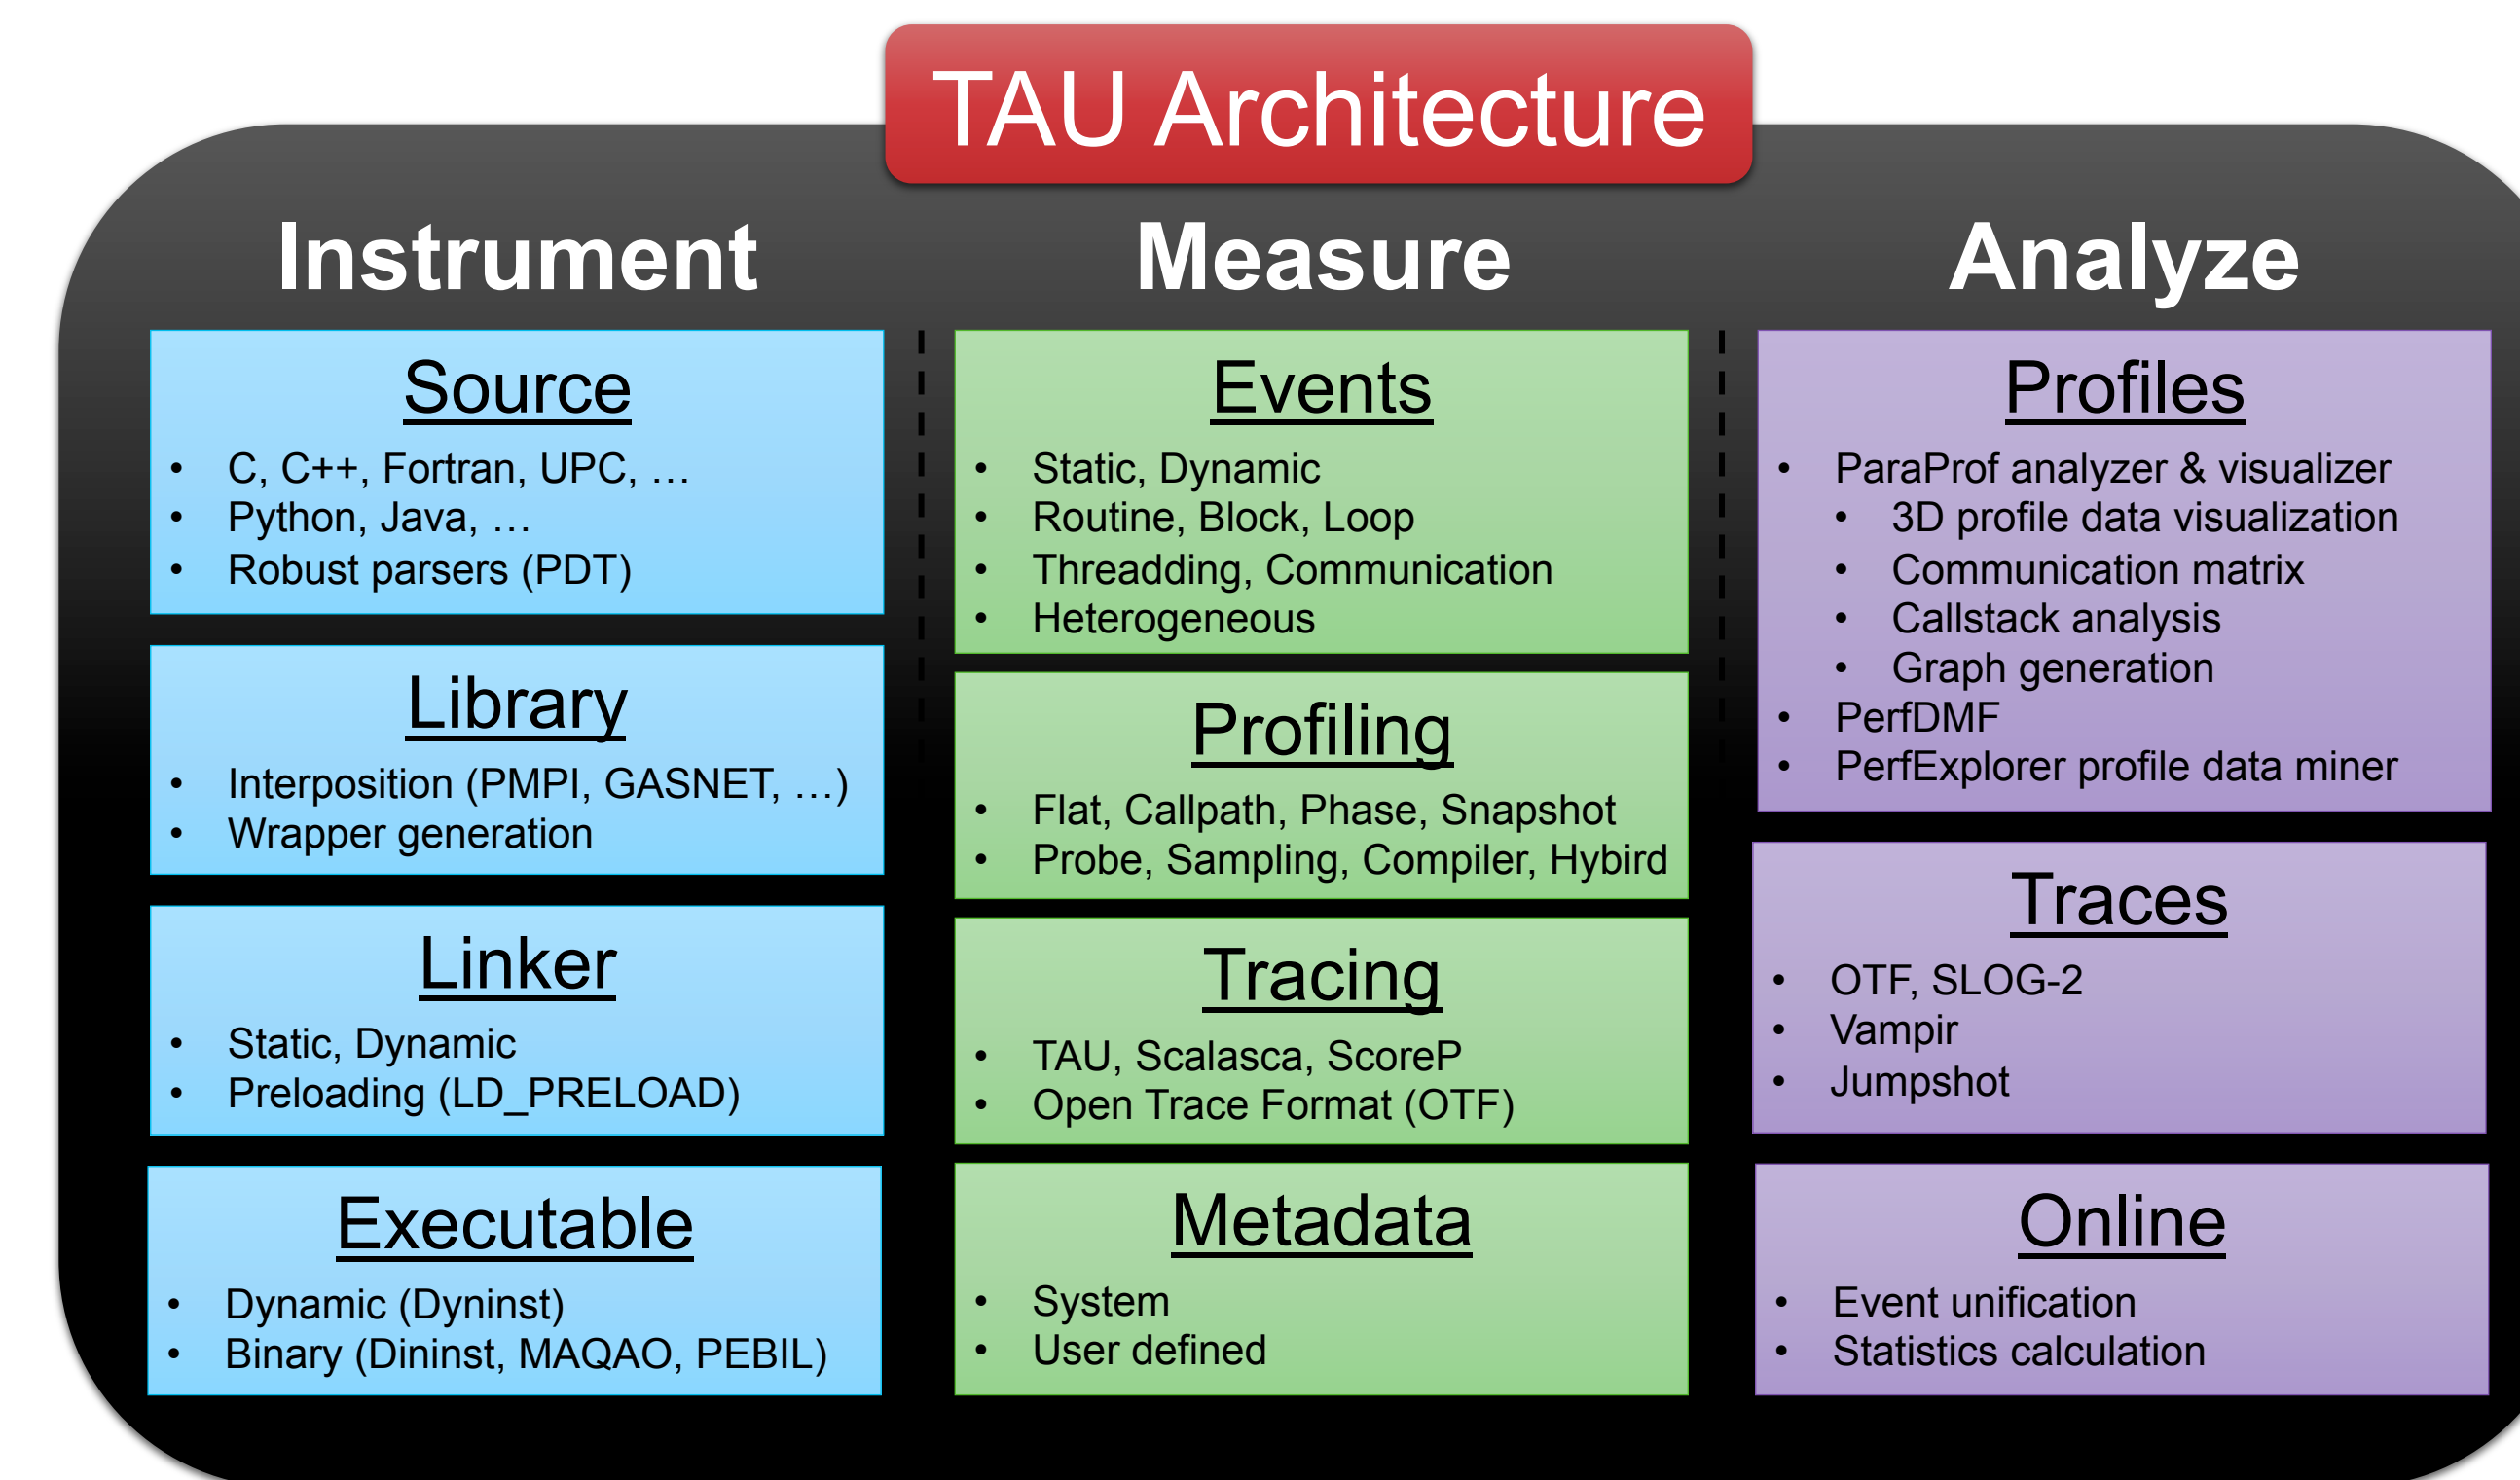 TAU Architecture
Instrument
Source
• C, C++, Fortran, UPC, …
• Python, Java, …
• Robust parsers (PDT)
Library
• Interposition (PMPI, GASNET, …)
• Wrapper generation
Linker
• Static, Dynamic
• Preloading (LD_PRELOAD)
Executable
• Dynamic (Dyninst)
• Binary (Dininst, MAQAO, PEBIL)
Measure
Events
• Static, Dynamic
• Routine, Block, Loop
• Threadding, Communication
• Heterogeneous
Profiling
• Flat, Callpath, Phase, Snapshot
• Probe, Sampling, Compiler, Hybird
Tracing
• TAU, Scalasca, ScoreP
• Open Trace Format (OTF)
Metadata
• System
• User defined
Analyze
Profiles
• ParaProf analyzer & visualizer
• 3D profile data visualization
• Communication matrix
• Callstack analysis
• Graph generation
• PerfDMF
• PerfExplorer profile data miner
Traces
• OTF, SLOG-2
• Vampir
• Jumpshot
Online
• Event unification
• Statistics calculation